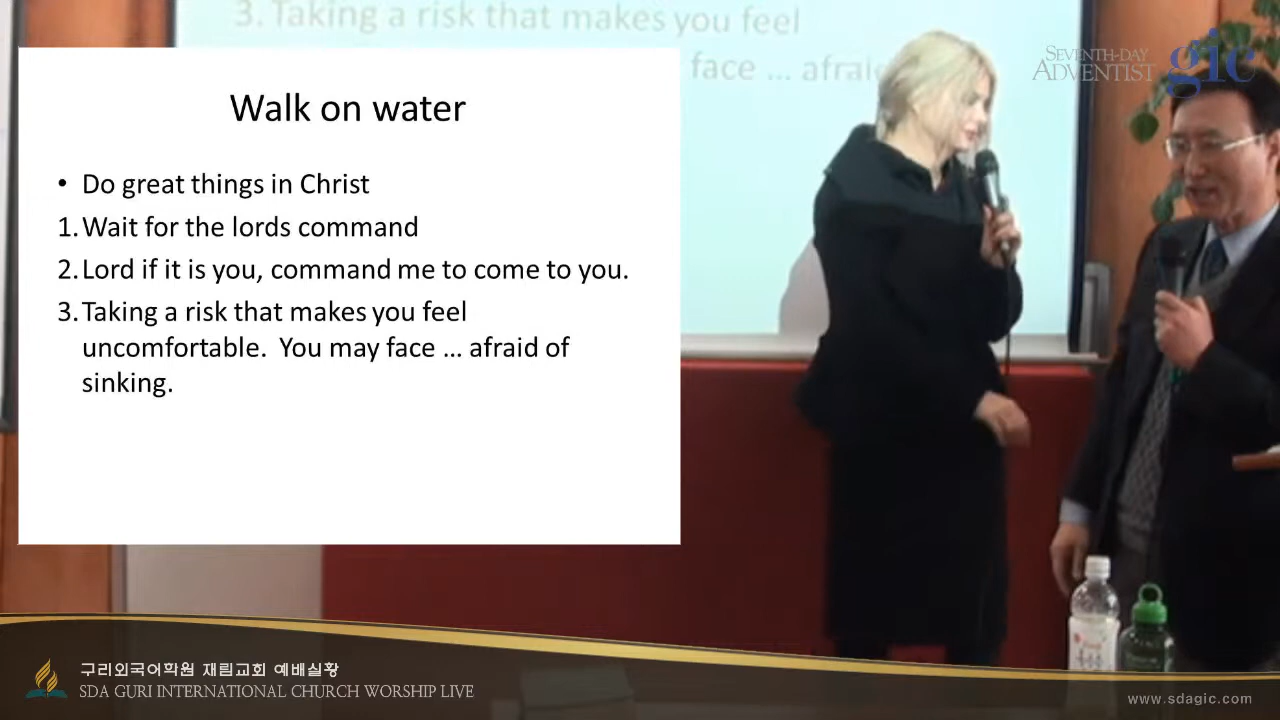 3. Taking a risk that makes you feel
face ... afraid
SEVENTH-DAY
ADVENTIST gic
Walk on water
• Do great things in Christ
1. Wait for the lords command
2. Lord if it is you, command me to come to you.
3. Taking a risk that makes you feel
uncomfortable.  You may face ... afraid of
sinking.
구리외국어학원 재림교회 예배실황
SDA GURI INTERNATIONAL CHURCH WORSHIP LIVE
www.sdagic.com